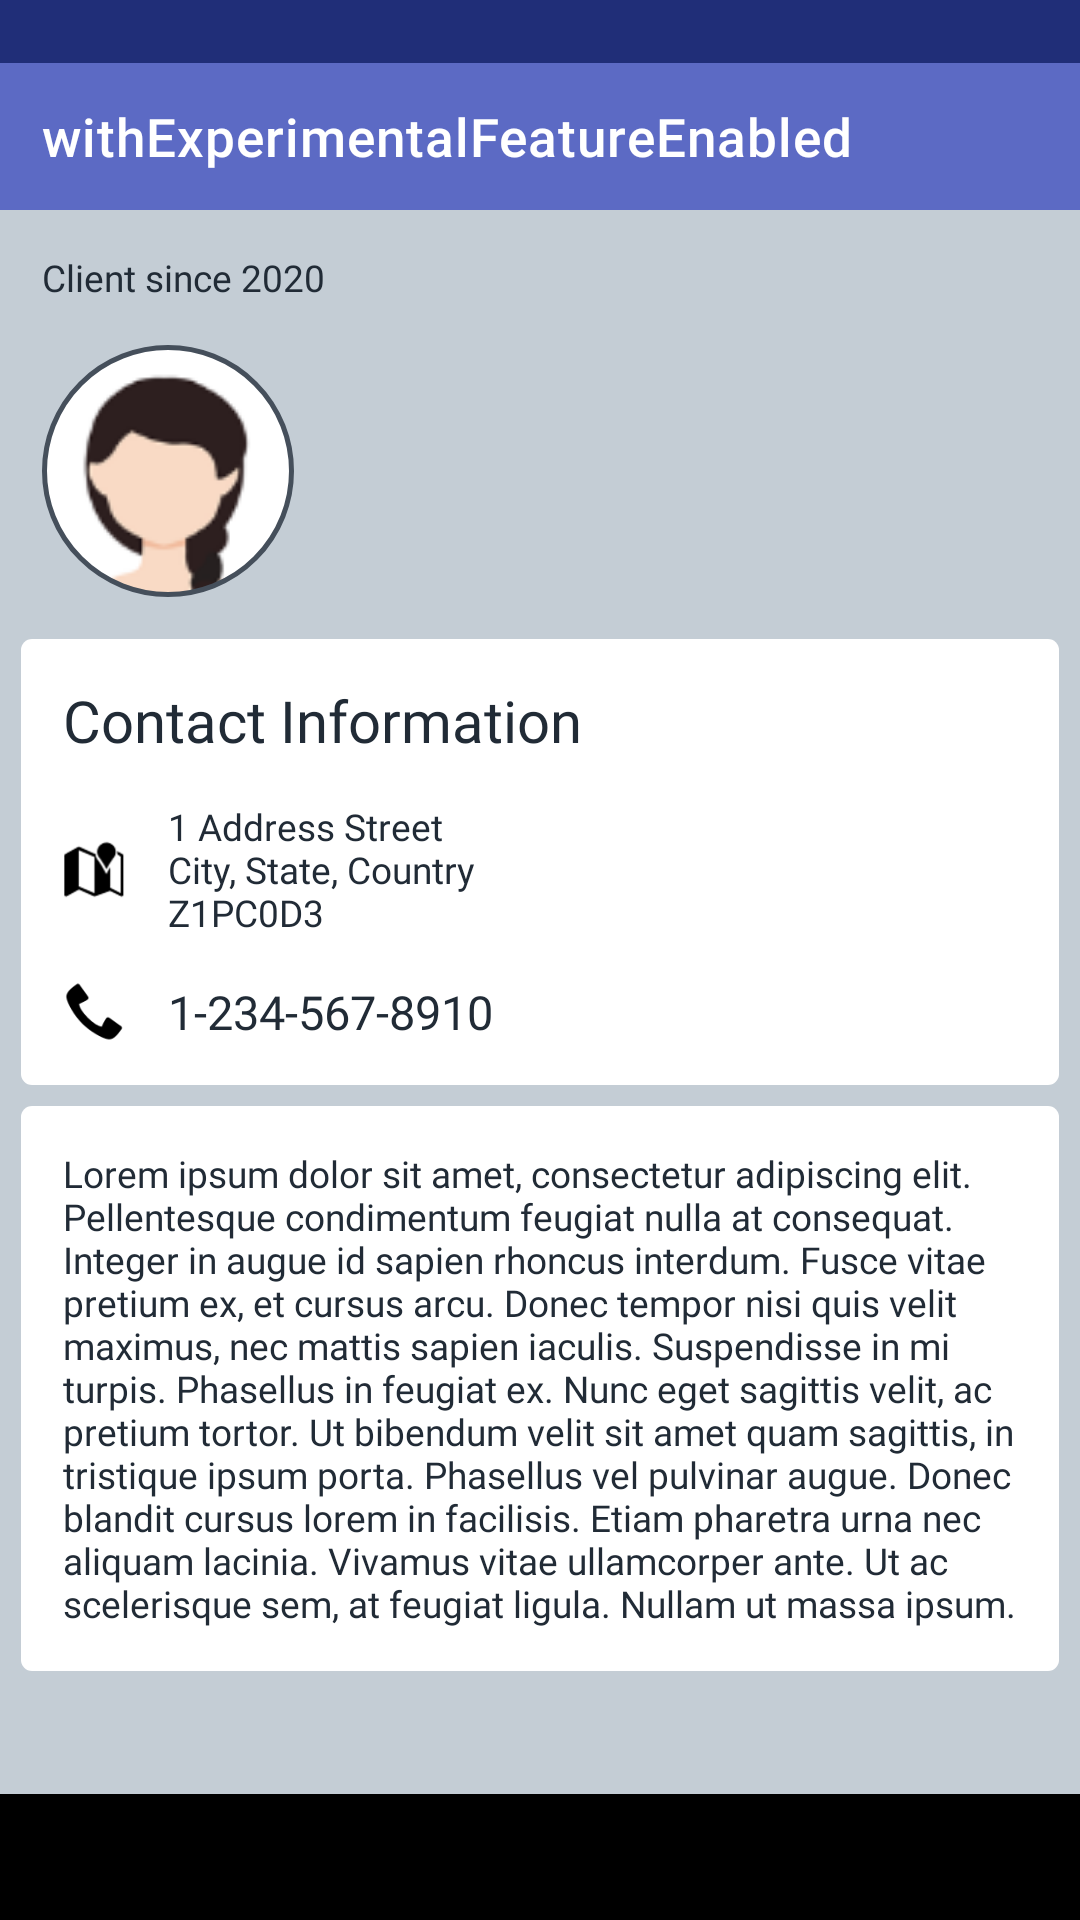 withExperimentalFeatureEnabled
Client since 2020
Contact Information
1 Address Street
City, State, Country
Z1PC0D3
1-234-567-8910
Lorem ipsum dolor sit amet, consectetur adipiscing elit.
Pellentesque condimentum feugiat nulla at consequat.
Integer in augue id sapien rhoncus interdum. Fusce vitae
pretium ex, et cursus arcu. Donec tempor nisi quis velit
maximus, nec mattis sapien iaculis. Suspendisse in mi
turpis. Phasellus in feugiat ex. Nunc eget sagittis velit, ac
pretium tortor. Ut bibendum velit sit amet quam sagittis, in
tristique ipsum porta. Phasellus vel pulvinar augue. Donec
blandit cursus lorem in facilisis. Etiam pharetra urna nec
aliquam lacinia. Vivamus vitae ullamcorper ante. Ut ac
scelerisque sem, at feugiat ligula. Nullam ut massa ipsum.